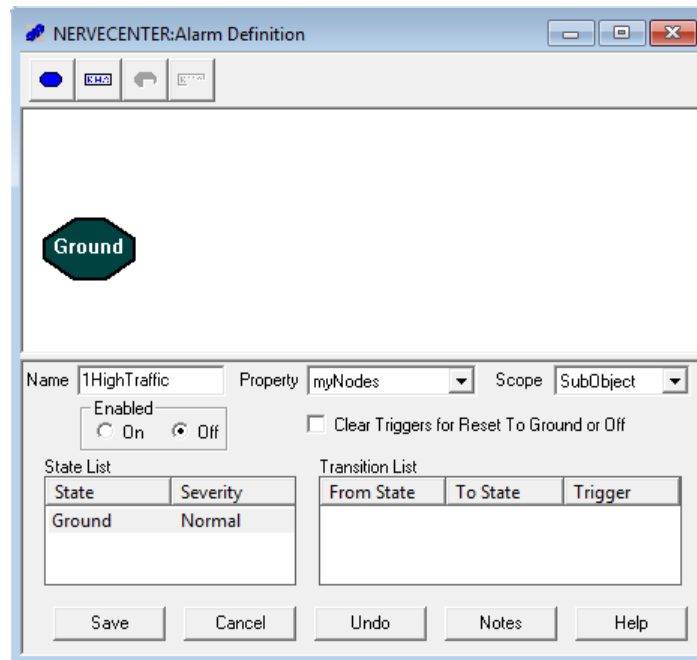 NERVECENTER:Alarm Definition
Ground
Name 1HighTraffic Property myNodes Scope SubObject
Enabled
On Off Clear Triggers for Reset To Ground or Off
State List Transition List
State Severity From State To State Trigger
Ground Normal
Save Cancel Undo Notes Help